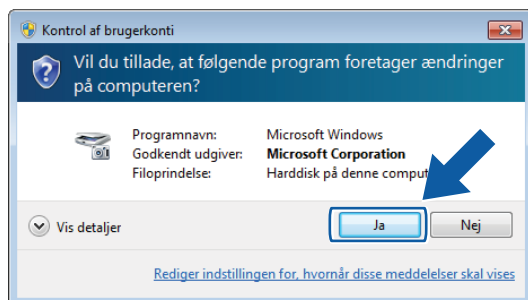 Kontrol af brugerkonti
Vil du tillade, at følgende program foretager ændringer
på computeren?
Programnavn: Microsoft Windows
Godkendt udgiver: Microsoft Corporation
Filoprindelse: Harddisk på denne comput
Vis detaljer Ja Nej
Rediger indstillingen for, hvornår disse meddelelser skal vises